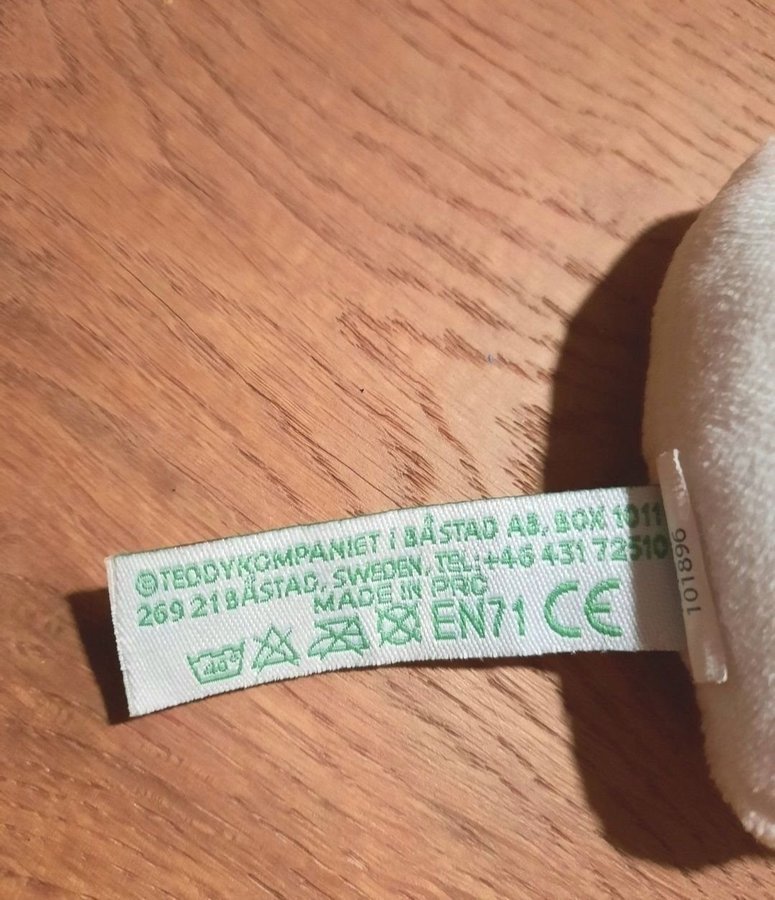 ©TEDDYKOMPANIET I BÅSTAD AB, BOX 1011
269 21 BÅSTAD, SWEDEN, TEL: +46 431 72510
MADE IN PRC
40° EN71 CE
101896